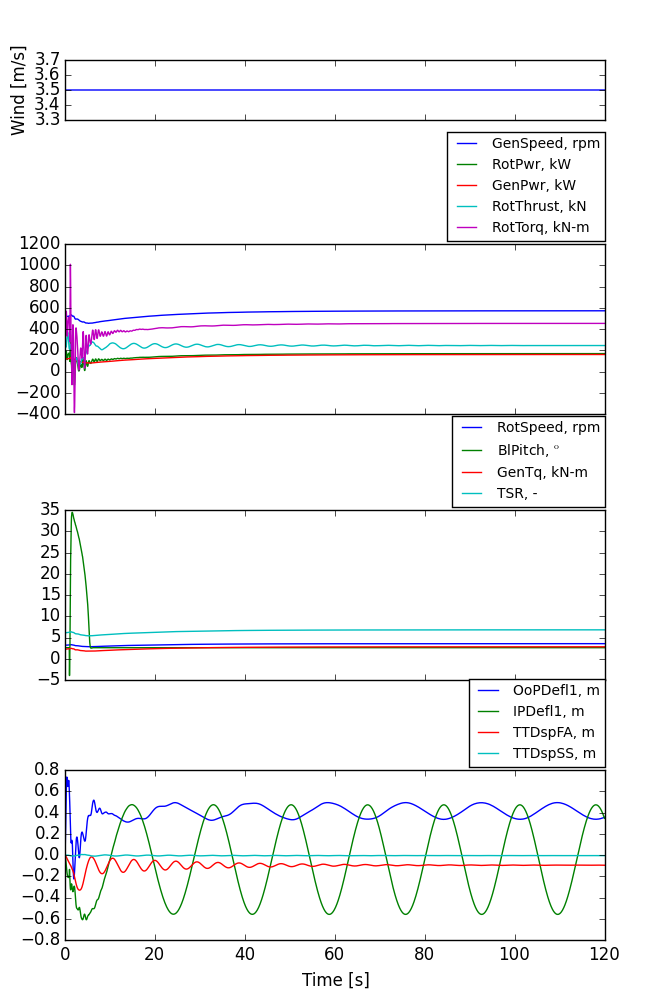 Wind [m/s]
3.7
3.6
3.5
3.4
3.3
GenSpeed, rpm
RotPwr, kW
GenPwr, kW
RotThrust, kN
RotTorq, kN-m
1200
1000
800
600
400
200
0
−200
−400
RotSpeed, rpm
BlPitch, °
GenTq, kN-m
TSR, -
35
30
25
20
15
10
5
0
−5
OoPDefl1, m
IPDefl1, m
TTDspFA, m
TTDspSS, m
0.8
0.6
0.4
0.2
0.0
−0.2
−0.4
−0.6
−0.8
0 20 40 60 80 100 120
Time [s]